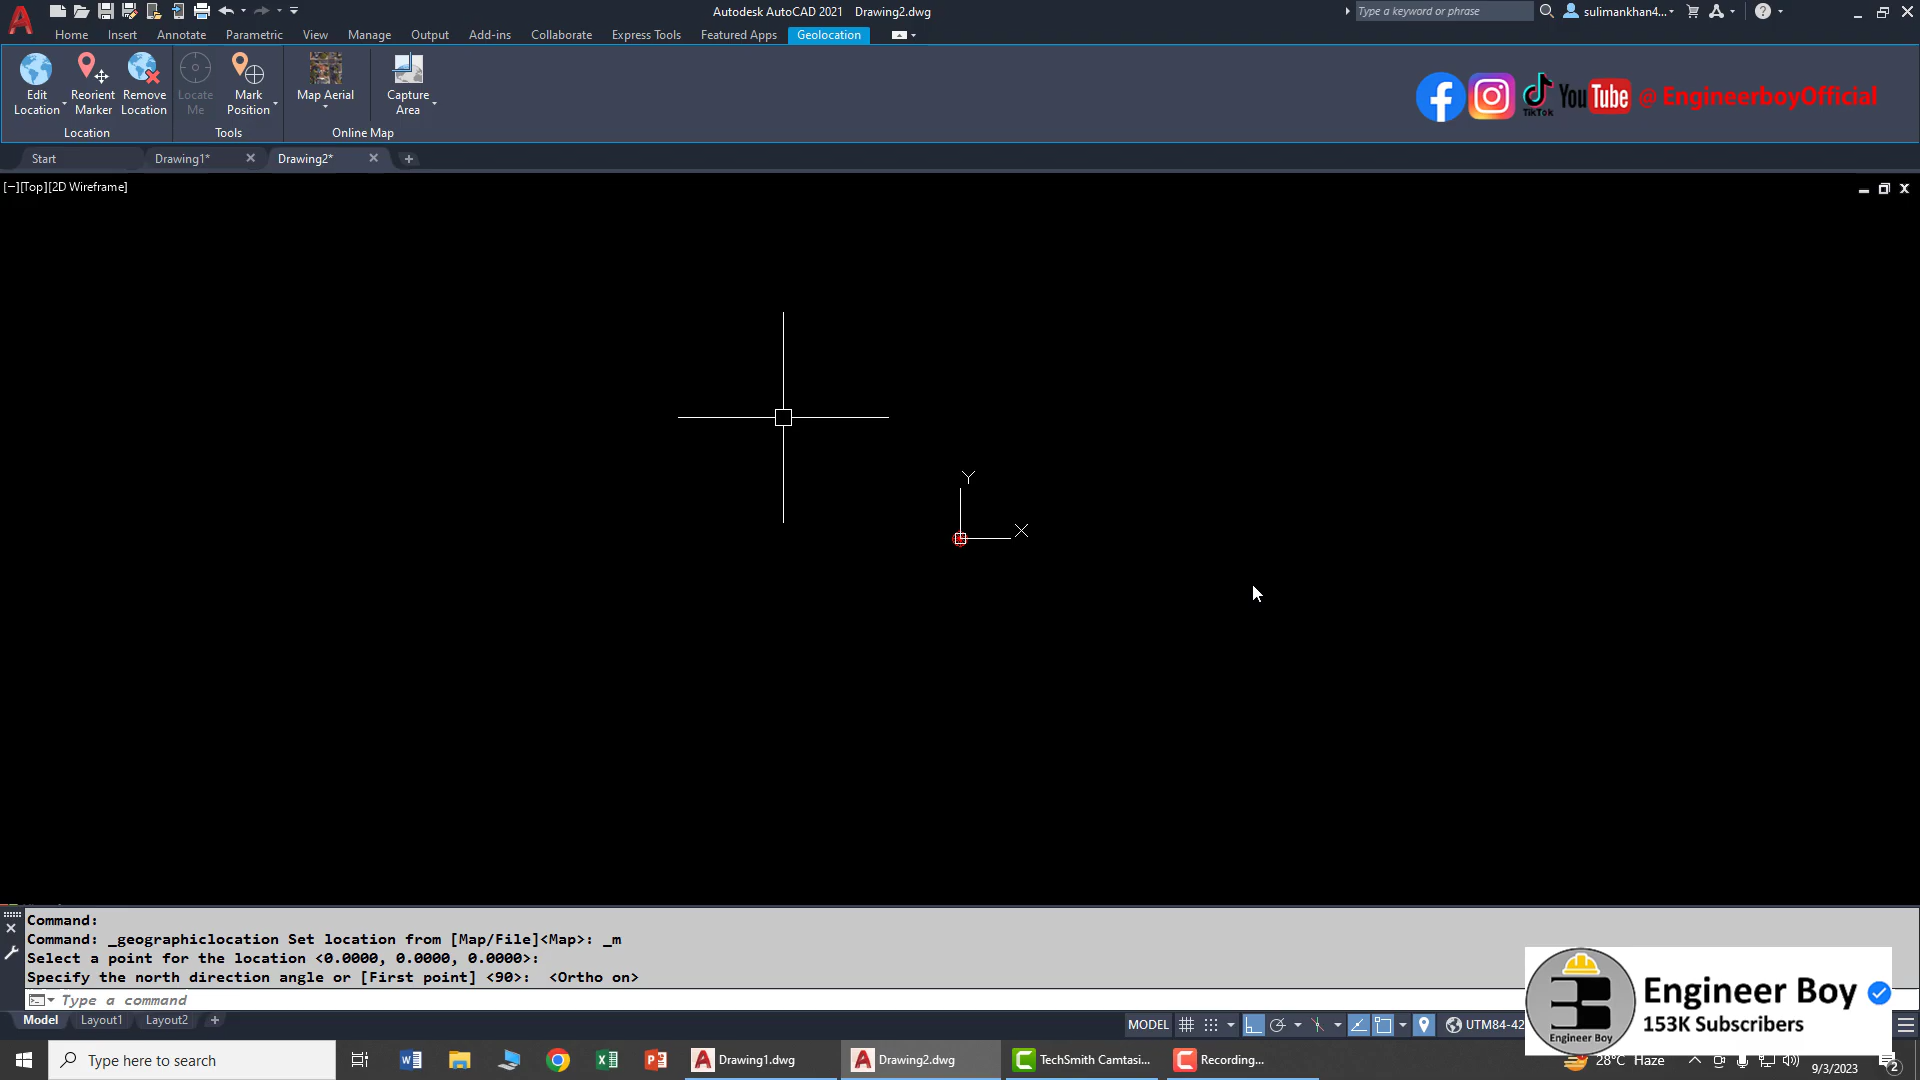 Autodesk AutoCAD 2021 Drawing2.dwg
Type a keyword or phrase
sulimankhan4...
Home Insert Annotate Parametric View Manage Output Add-ins Collaborate Express Tools Featured Apps Geolocation
Edit Location
Reorient Marker
Remove Location
Locate Me
Mark Position
Map Aerial
Capture Area
Location Tools Online Map
TikTok
YouTube
@ EngineerboyOfficial
Start Drawing1* Drawing2*
[−][Top][2D Wireframe]
Y
X
Command:
Command: _geographiclocation Set location from [Map/File]<Map>: _m
Select a point for the location <0.0000, 0.0000, 0.0000>:
Specify the north direction angle or [First point] <90>: <Ortho on>
Type a command
Model Layout1 Layout2 +
MODEL
UTM84-42
Engineer Boy
Engineer Boy
153K Subscribers
Type here to search
Drawing1.dwg
Drawing2.dwg
TechSmith Camtasi...
Recording...
28°C Haze
9/3/2023
2